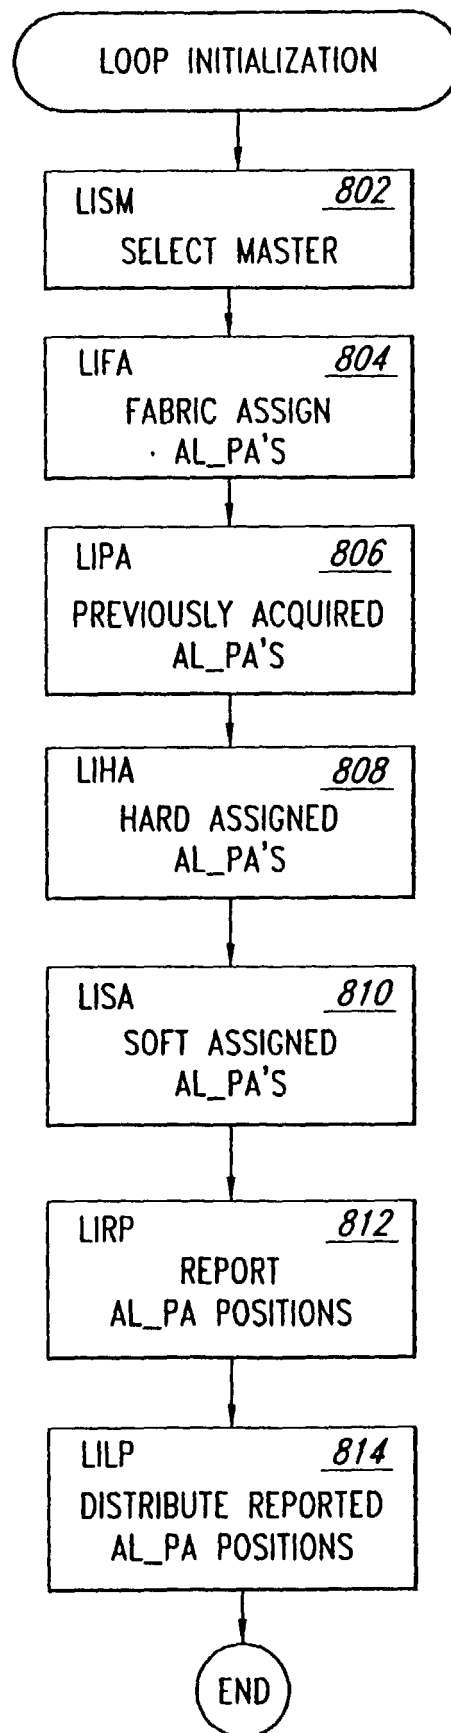 LOOP INITIALIZATION
LISM 802
SELECT MASTER
LIFA 804
FABRIC ASSIGN
AL_PA'S
LIPA 806
PREVIOUSLY ACQUIRED
AL_PA'S
LIHA 808
HARD ASSIGNED
AL_PA'S
LISA 810
SOFT ASSIGNED
AL_PA'S
LIRP 812
REPORT
AL_PA POSITIONS
LILP 814
DISTRIBUTE REPORTED
AL_PA POSITIONS
END